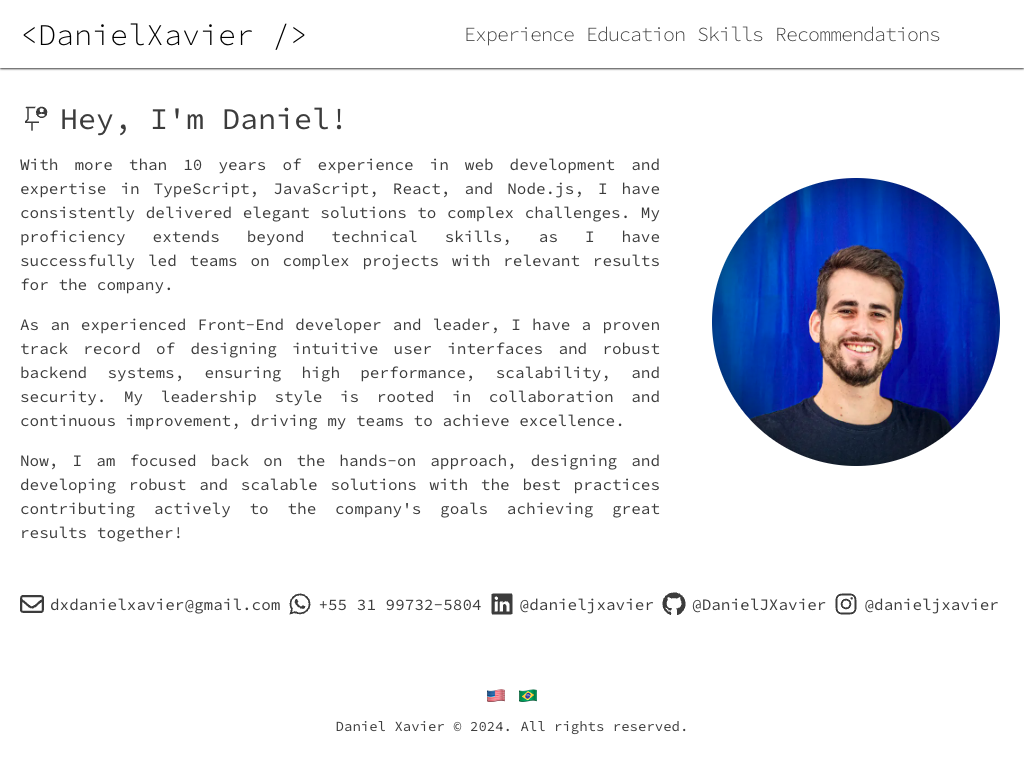 <DanielXavier />
Experience Education Skills Recommendations
Hey, I'm Daniel!
With more than 10 years of experience in web development and
expertise in TypeScript, JavaScript, React, and Node.js, I have
consistently delivered elegant solutions to complex challenges. My
proficiency extends beyond technical skills, as I have
successfully led teams on complex projects with relevant results
for the company.
As an experienced Front-End developer and leader, I have a proven
track record of designing intuitive user interfaces and robust
backend systems, ensuring high performance, scalability, and
security. My leadership style is rooted in collaboration and
continuous improvement, driving my teams to achieve excellence.
Now, I am focused back on the hands-on approach, designing and
developing robust and scalable solutions with the best practices
contributing actively to the company's goals achieving great
results together!
dxdanielxavier@gmail.com +55 31 99732-5804 @danieljxavier @DanielJXavier @danieljxavier
Daniel Xavier © 2024. All rights reserved.